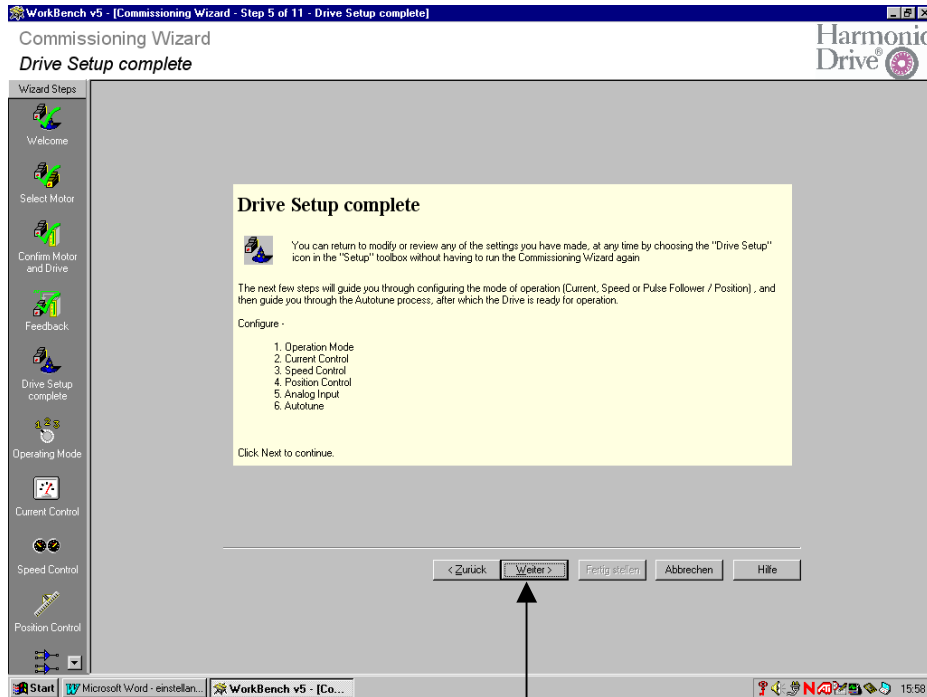 WorkBench v5 - [Commissioning Wizard - Step 5 of 11 - Drive Setup complete]
Commissioning Wizard
Drive Setup complete
Harmonic
Drive®
Wizard Steps
Welcome
Select Motor
Confirm Motor
and Drive
Feedback
Drive Setup
complete
1 2 3
Operating Mode
Current Control
Speed Control
Position Control
Drive Setup complete
You can return to modify or review any of the settings you have made, at any time by choosing the "Drive Setup"
icon in the "Setup" toolbox without having to run the Commissioning Wizard again
The next few steps will guide you through configuring the mode of operation (Current, Speed or Pulse Follower / Position) , and
then guide you through the Autotune process, after which the Drive is ready for operation.
Configure -
1. Operation Mode
2. Current Control
3. Speed Control
4. Position Control
5. Analog Input
6. Autotune
Click Next to continue.
< Zurück
Weiter >
Fertig stellen
Abbrechen
Hilfe
Start
Microsoft Word - einstellan...
WorkBench v5 - [Co...
15:58